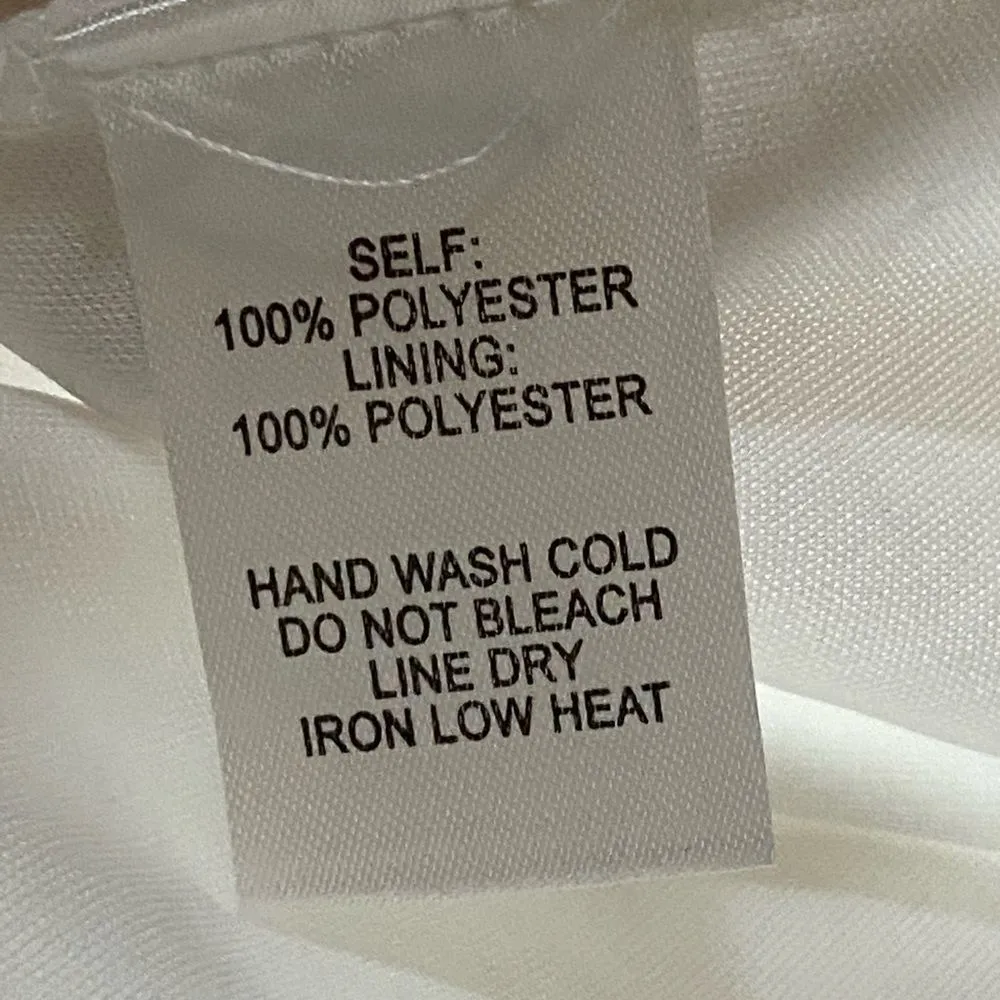 SELF:
100% POLYESTER
LINING:
100% POLYESTER
HAND WASH COLD
DO NOT BLEACH
LINE DRY
IRON LOW HEAT